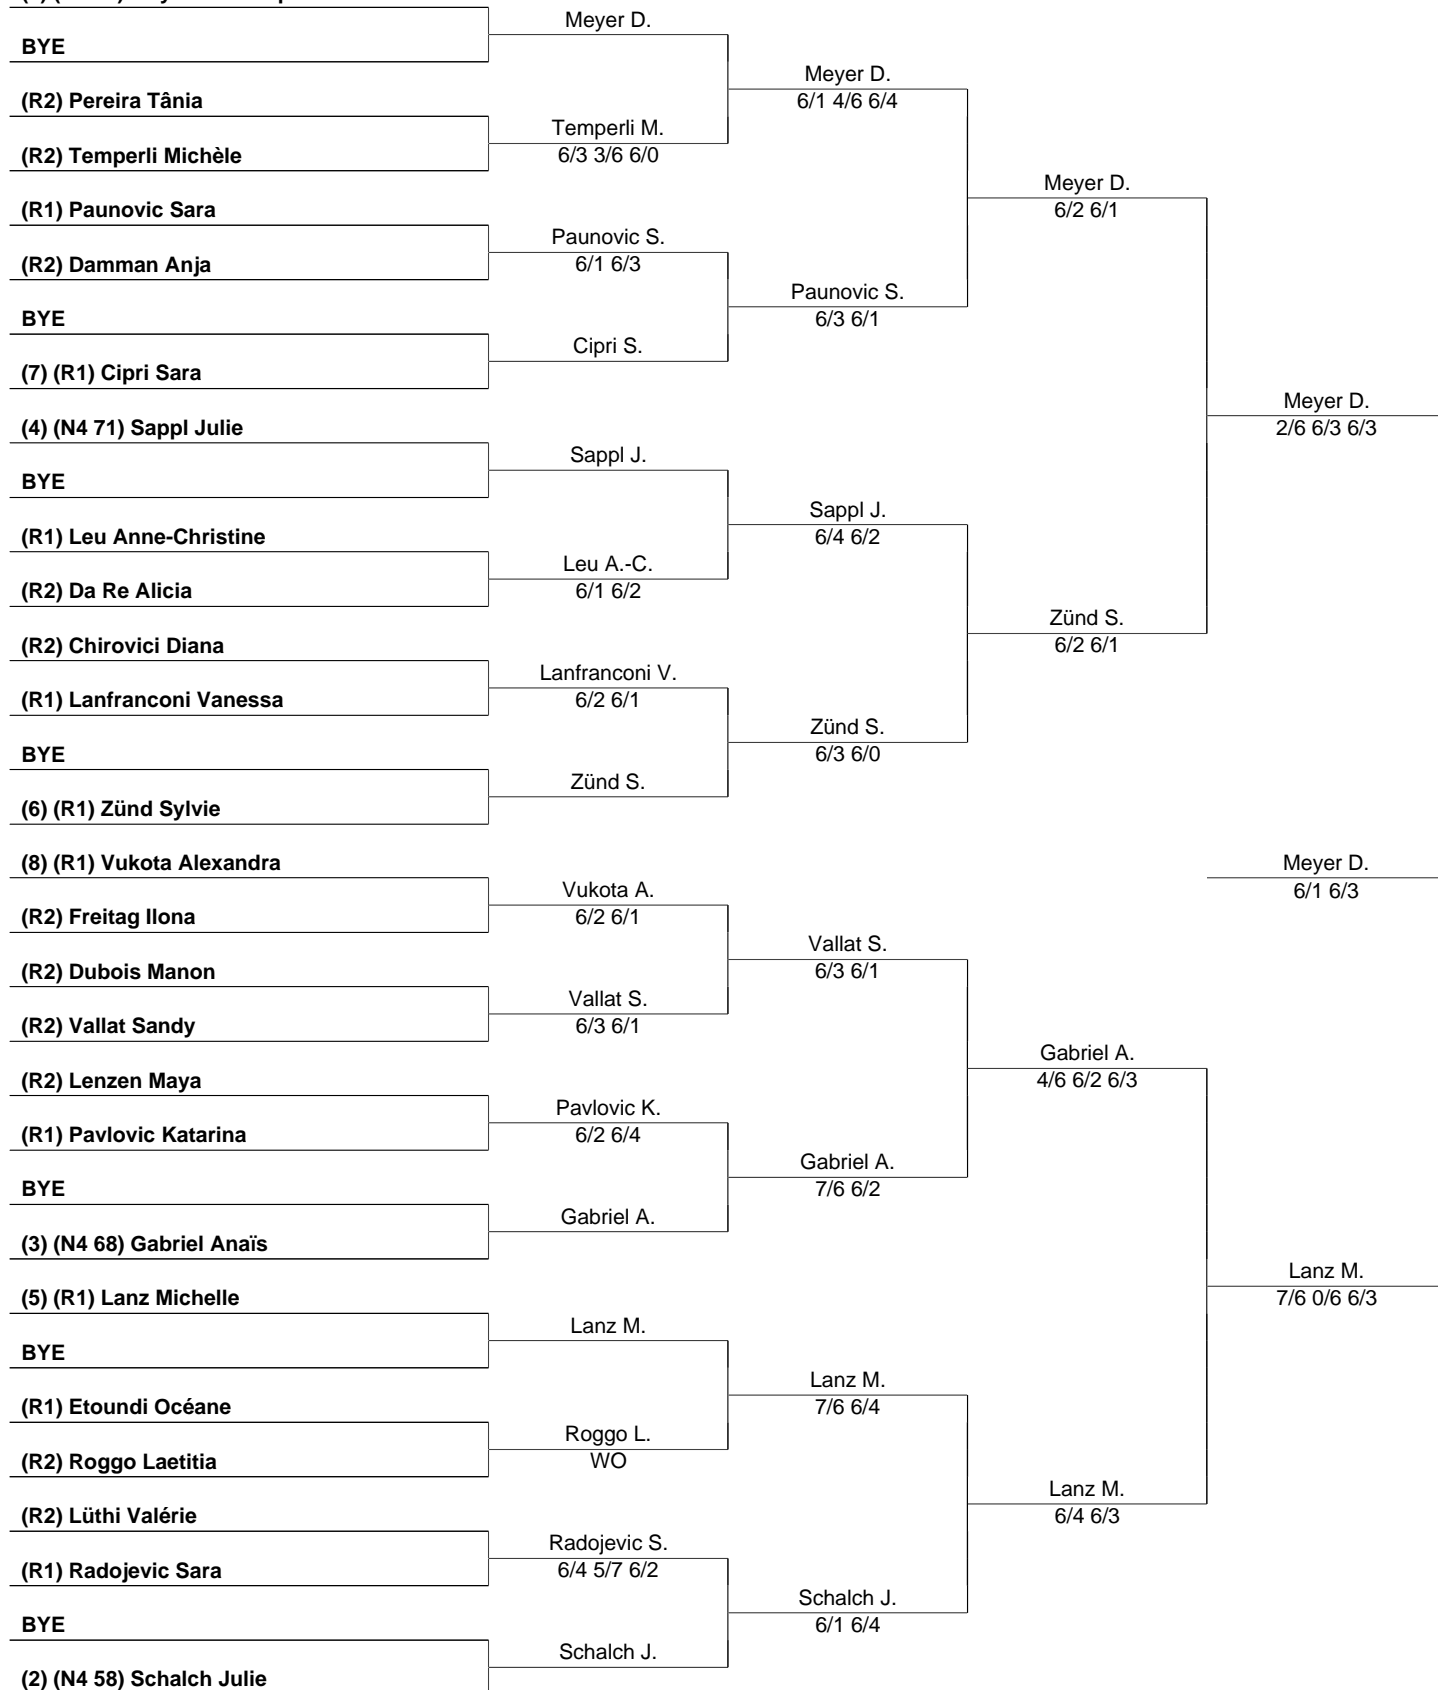 BYE
(R2) Pereira Tânia
(R2) Temperli Michèle
(R1) Paunovic Sara
(R2) Damman Anja
BYE
(7) (R1) Cipri Sara
(4) (N4 71) Sappl Julie
BYE
(R1) Leu Anne-Christine
(R2) Da Re Alicia
(R2) Chirovici Diana
(R1) Lanfranconi Vanessa
BYE
(6) (R1) Zünd Sylvie
(8) (R1) Vukota Alexandra
(R2) Freitag Ilona
(R2) Dubois Manon
(R2) Vallat Sandy
(R2) Lenzen Maya
(R1) Pavlovic Katarina
BYE
(3) (N4 68) Gabriel Anaïs
(5) (R1) Lanz Michelle
BYE
(R1) Etoundi Océane
(R2) Roggo Laetitia
(R2) Lüthi Valérie
(R1) Radojevic Sara
BYE
(2) (N4 58) Schalch Julie
Meyer D.
Temperli M.
6/3 3/6 6/0
Paunovic S.
6/1 6/3
Cipri S.
Sappl J.
Leu A.-C.
6/1 6/2
Lanfranconi V.
6/2 6/1
Zünd S.
Vukota A.
6/2 6/1
Vallat S.
6/3 6/1
Pavlovic K.
6/2 6/4
Gabriel A.
Lanz M.
Roggo L.
WO
Radojevic S.
6/4 5/7 6/2
Schalch J.
Meyer D.
6/1 4/6 6/4
Paunovic S.
6/3 6/1
Sappl J.
6/4 6/2
Zünd S.
6/3 6/0
Vallat S.
6/3 6/1
Gabriel A.
7/6 6/2
Lanz M.
7/6 6/4
Schalch J.
6/1 6/4
Meyer D.
6/2 6/1
Zünd S.
6/2 6/1
Gabriel A.
4/6 6/2 6/3
Lanz M.
6/4 6/3
Meyer D.
2/6 6/3 6/3
Meyer D.
6/1 6/3
Lanz M.
7/6 0/6 6/3